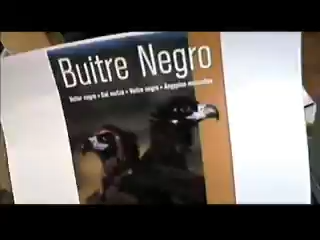 Buitre Negro
Voltor negre • Sai beltza • Voitre negro • Aegypius monachus